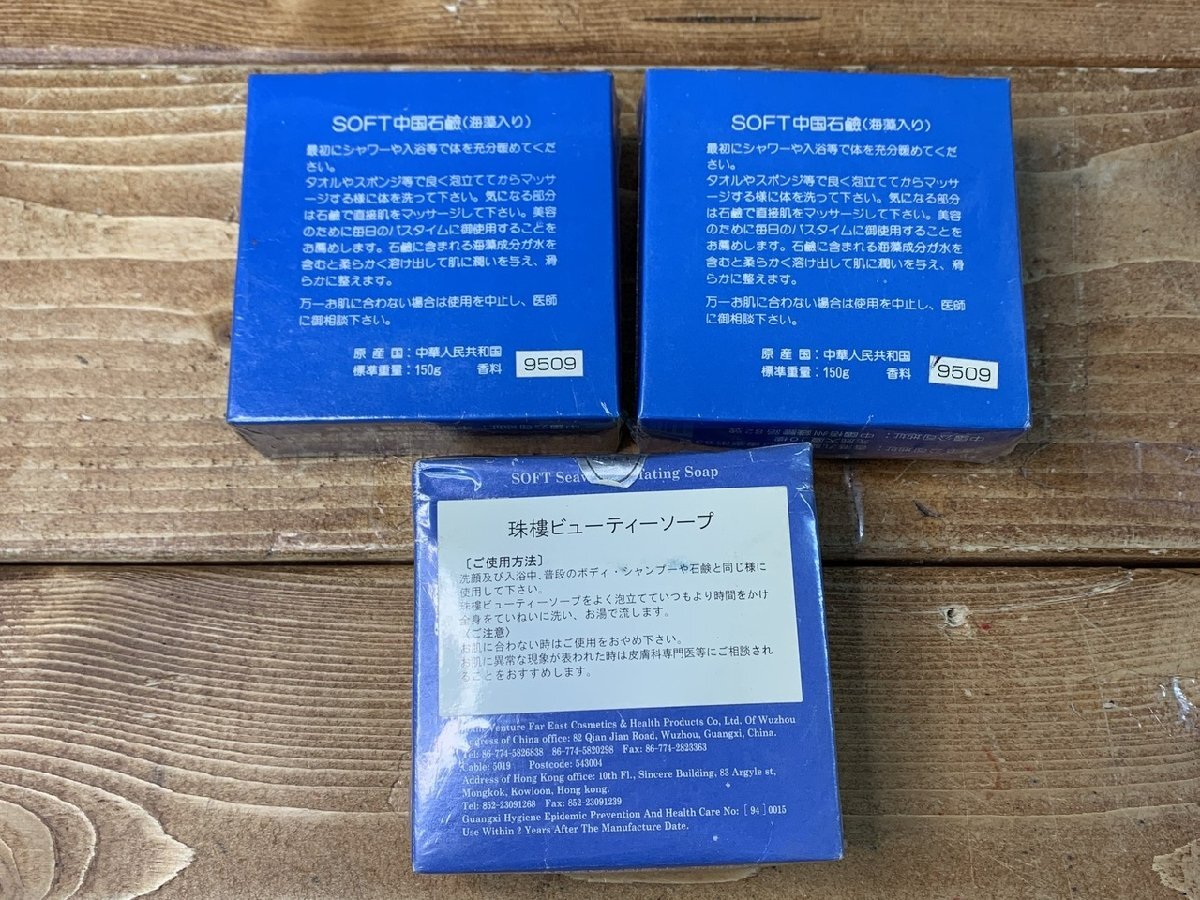 SOFT中国石鹸(海藻入り)
最初にシャワーや入浴等で体を充分暖めてくだ
さい。
タオルやスポンジ等で良く泡立ててからマッサ
ージする様に体を洗って下さい。気になる部分
は石鹸で直接肌をマッサージして下さい。美容
のために毎日のバスタイムに御使用することを
お薦めします。石鹸に含まれる海藻成分が水を
含むと柔らかく溶け出して肌に潤いを与え、滑
らかに整えます。
万一お肌に合わない場合は使用を中止し、医師
に御相談下さい。
原産国:中華人民共和国
標準重量:150g 香料 9509
SOFT中国石鹸(海藻入り)
最初にシャワーや入浴等で体を充分暖めてくだ
さい。
タオルやスポンジ等で良く泡立ててからマッサ
ージする様に体を洗って下さい。気になる部分
は石鹸で直接肌をマッサージして下さい。美容
のために毎日のバスタイムに御使用することを
お薦めします。石鹸に含まれる海藻成分が水を
含むと柔らかく溶け出して肌に潤いを与え、滑
らかに整えます。
万一お肌に合わない場合は使用を中止し、医師
に御相談下さい。
原産国:中華人民共和国
標準重量:150g 香料 9509
SOFT Soap
珠樓ビューティーソープ
〔ご使用方法〕
洗顔及び入浴中、普段のボディ・シャンプーや石鹸と同じ様に
使用して下さい。
珠樓ビューティーソープをよく泡立てていつもより時間をかけ
全身をていねいに洗い、お湯で流します。
〈ご注意〉
お肌に合わない時はご使用をおやめ下さい。
お肌に異常な現象が表われた時は皮膚科専門医等にご相談され
ることをおすすめします。
Venture Far East Cosmetics & Health Products Co, Ltd. Of Wuzhou
Address of China office: 82 Qian Jian Road, Wuzhou, Guangxi, China.
Tel: 86-774-5826838 86-774-5820298 Fax: 86-774-2823363
Cable: 5019 Postcode: 543004
Address of Hong Kong office: 10th Fl., Sincere Building, 83 Argyle st,
Mongkok, Kowloon, Hong kong.
Tel: 852-23091268 Fax: 852-23091239
Guangxi Hygiene Epidemic Prevention And Health Care No: [94]0015
Use Within 2 Years After The Manufacture Date.